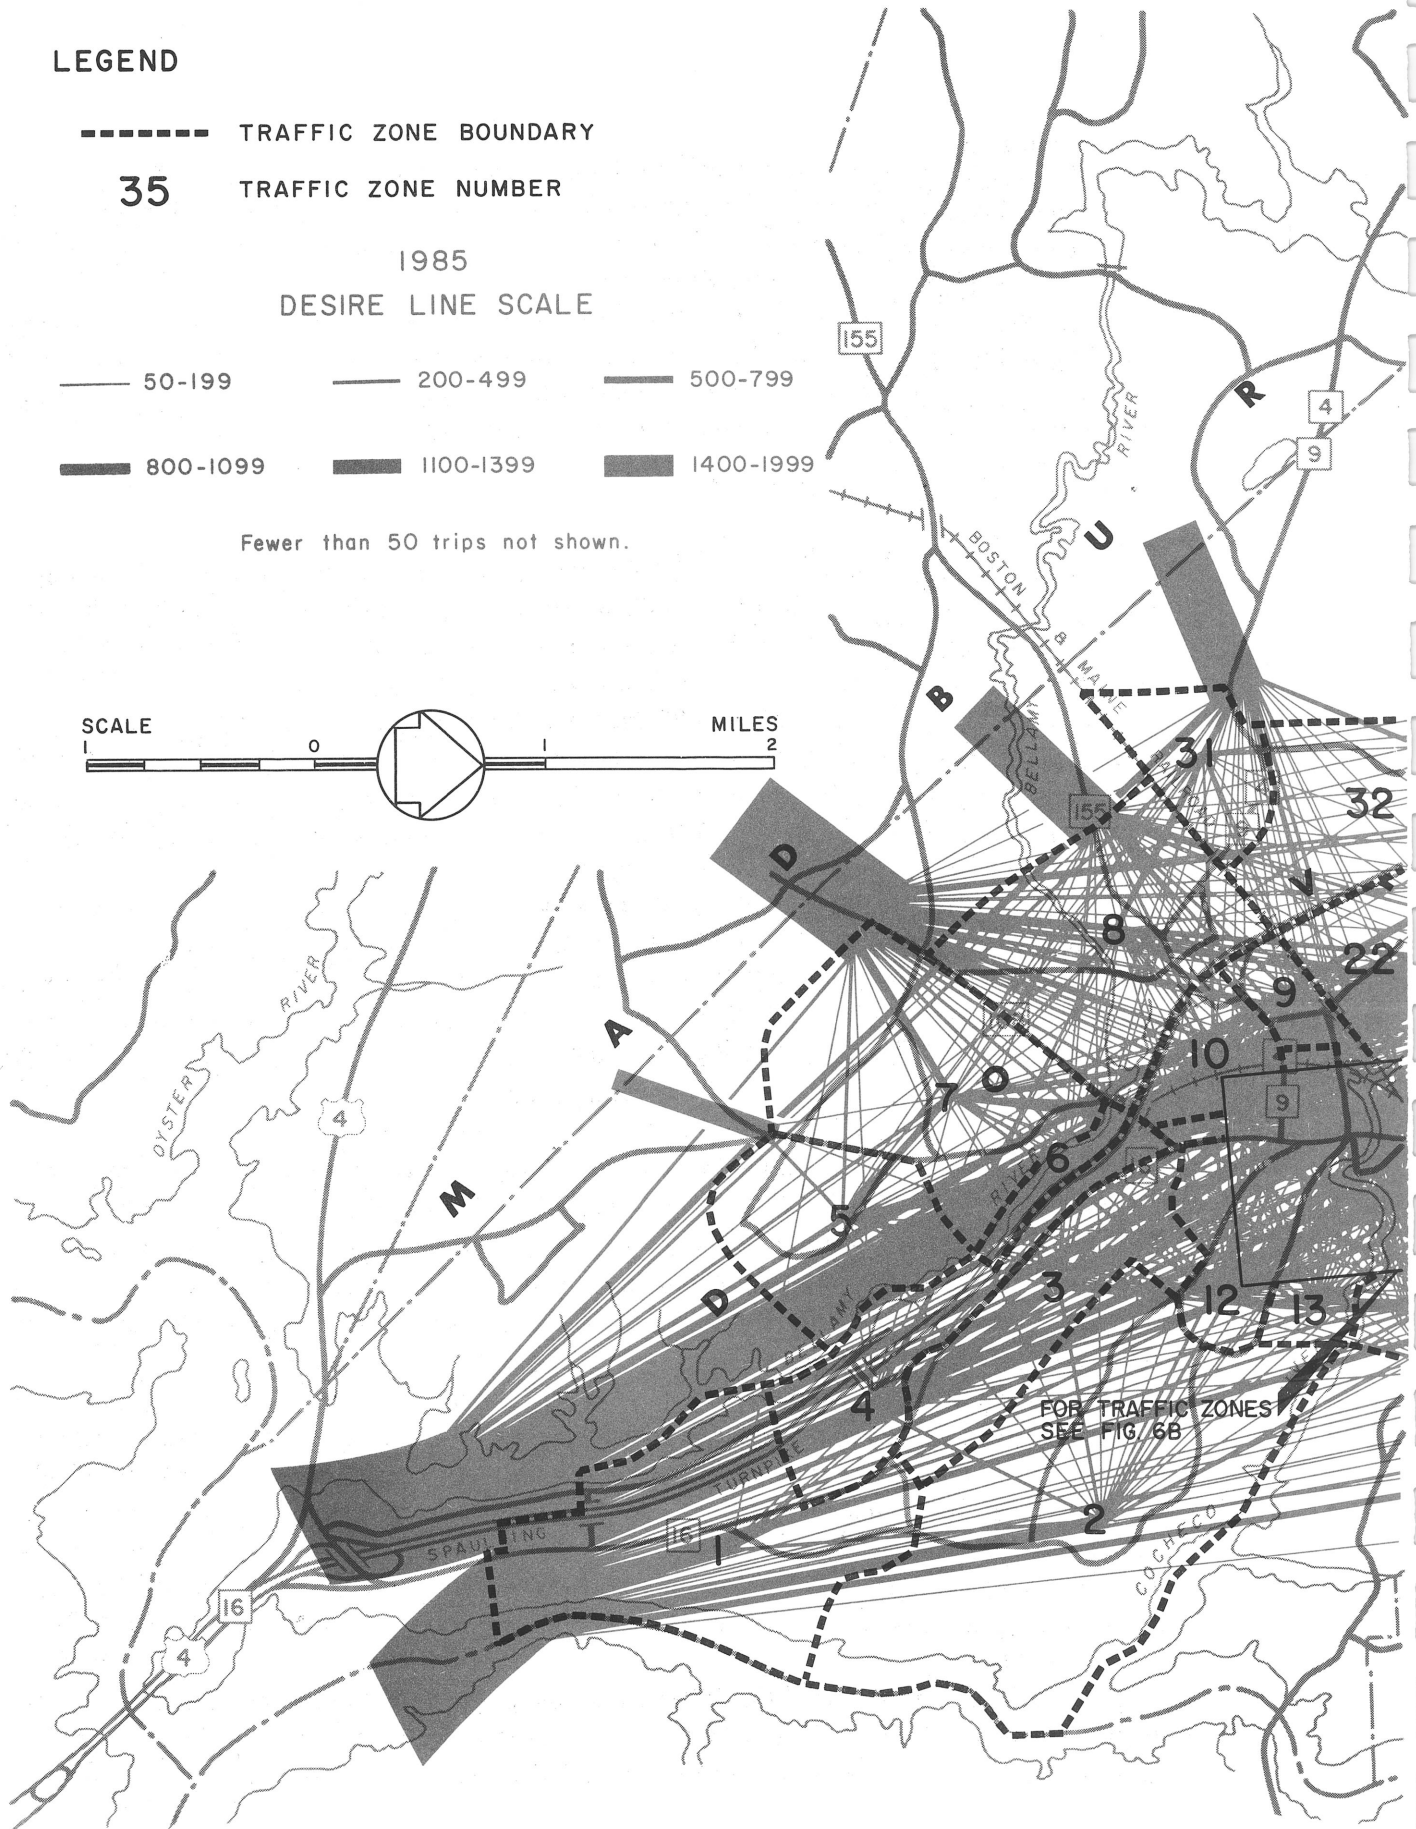 LEGEND
TRAFFIC ZONE BOUNDARY
35 TRAFFIC ZONE NUMBER
1985
DESIRE LINE SCALE
50-199 200-499 500-799
800-1099 1100-1399 1400-1999
Fewer than 50 trips not shown.
SCALE MILES
1 0 1 2
155
R
4
9
RIVER
U
BOSTON
&
MAINE
B
BELLAMY
31
155
32
D
V
8
22
9
RIVER
A
10
O
7
9
OYSTER
4
6
RIVER
M
5
D
3
12
13
BELLAMY
4
FOR TRAFFIC ZONES
SEE FIG. 6B
TURNPIKE
2
SPAULDING
16
1
COCHECO
16
4